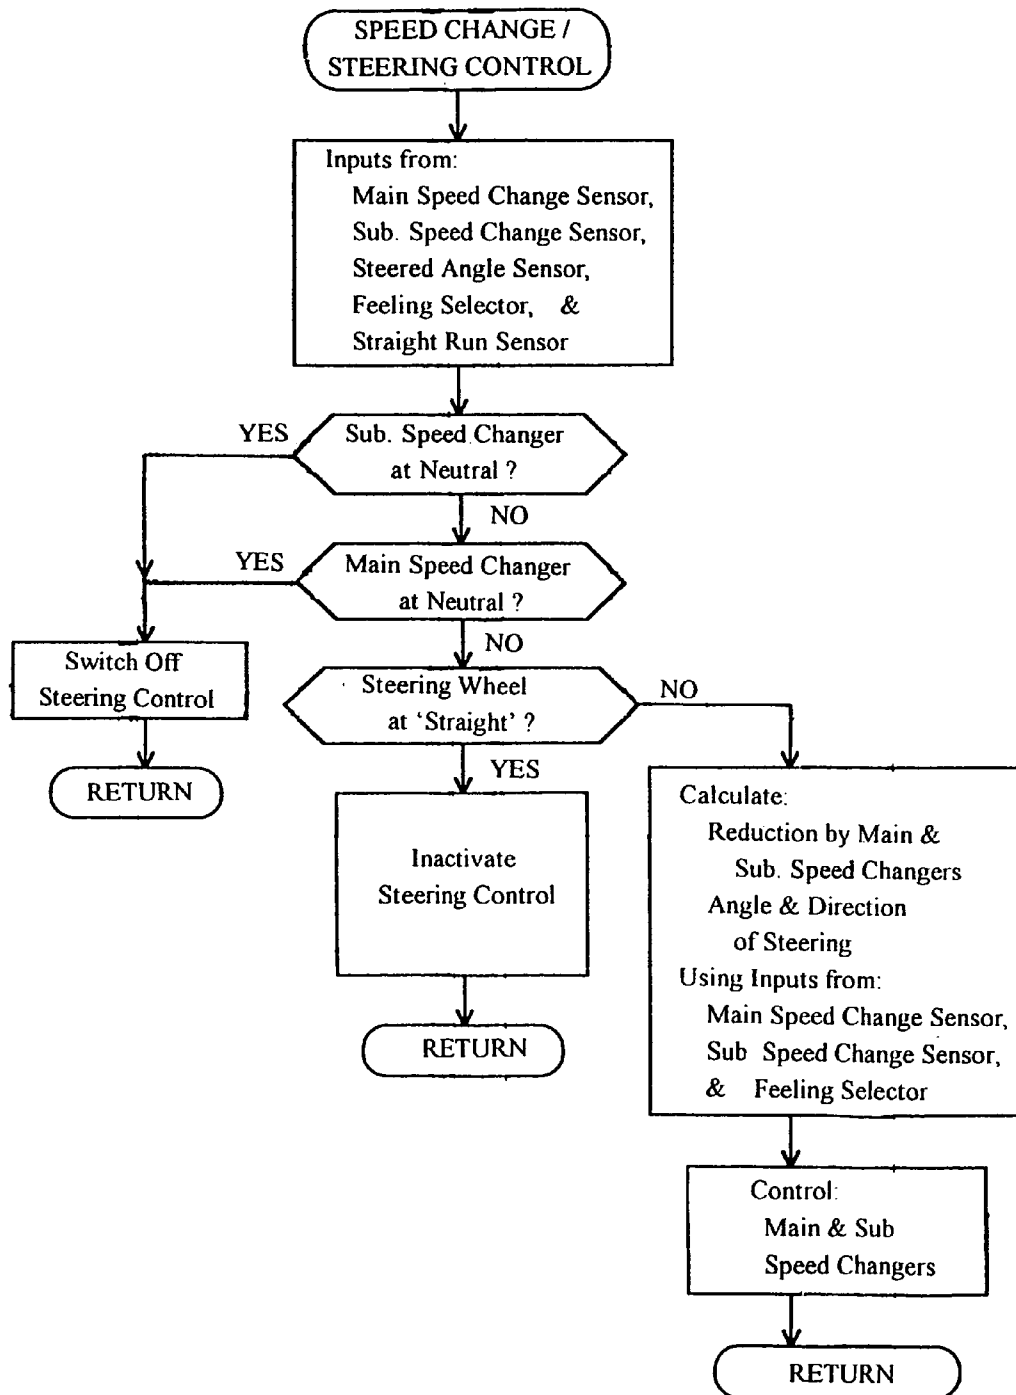 SPEED CHANGE /
STEERING CONTROL
Inputs from:
Main Speed Change Sensor,
Sub. Speed Change Sensor,
Steered Angle Sensor,
Feeling Selector, &
Straight Run Sensor
YES
Sub. Speed Changer
at Neutral ?
NO
YES
Main Speed Changer
at Neutral ?
NO
Switch Off
Steering Control
RETURN
Steering Wheel
at ‘Straight’ ?
NO
YES
Inactivate
Steering Control
RETURN
Calculate:
Reduction by Main &
Sub. Speed Changers
Angle & Direction
of Steering
Using Inputs from:
Main Speed Change Sensor,
Sub Speed Change Sensor,
& Feeling Selector
Control:
Main & Sub
Speed Changers
RETURN